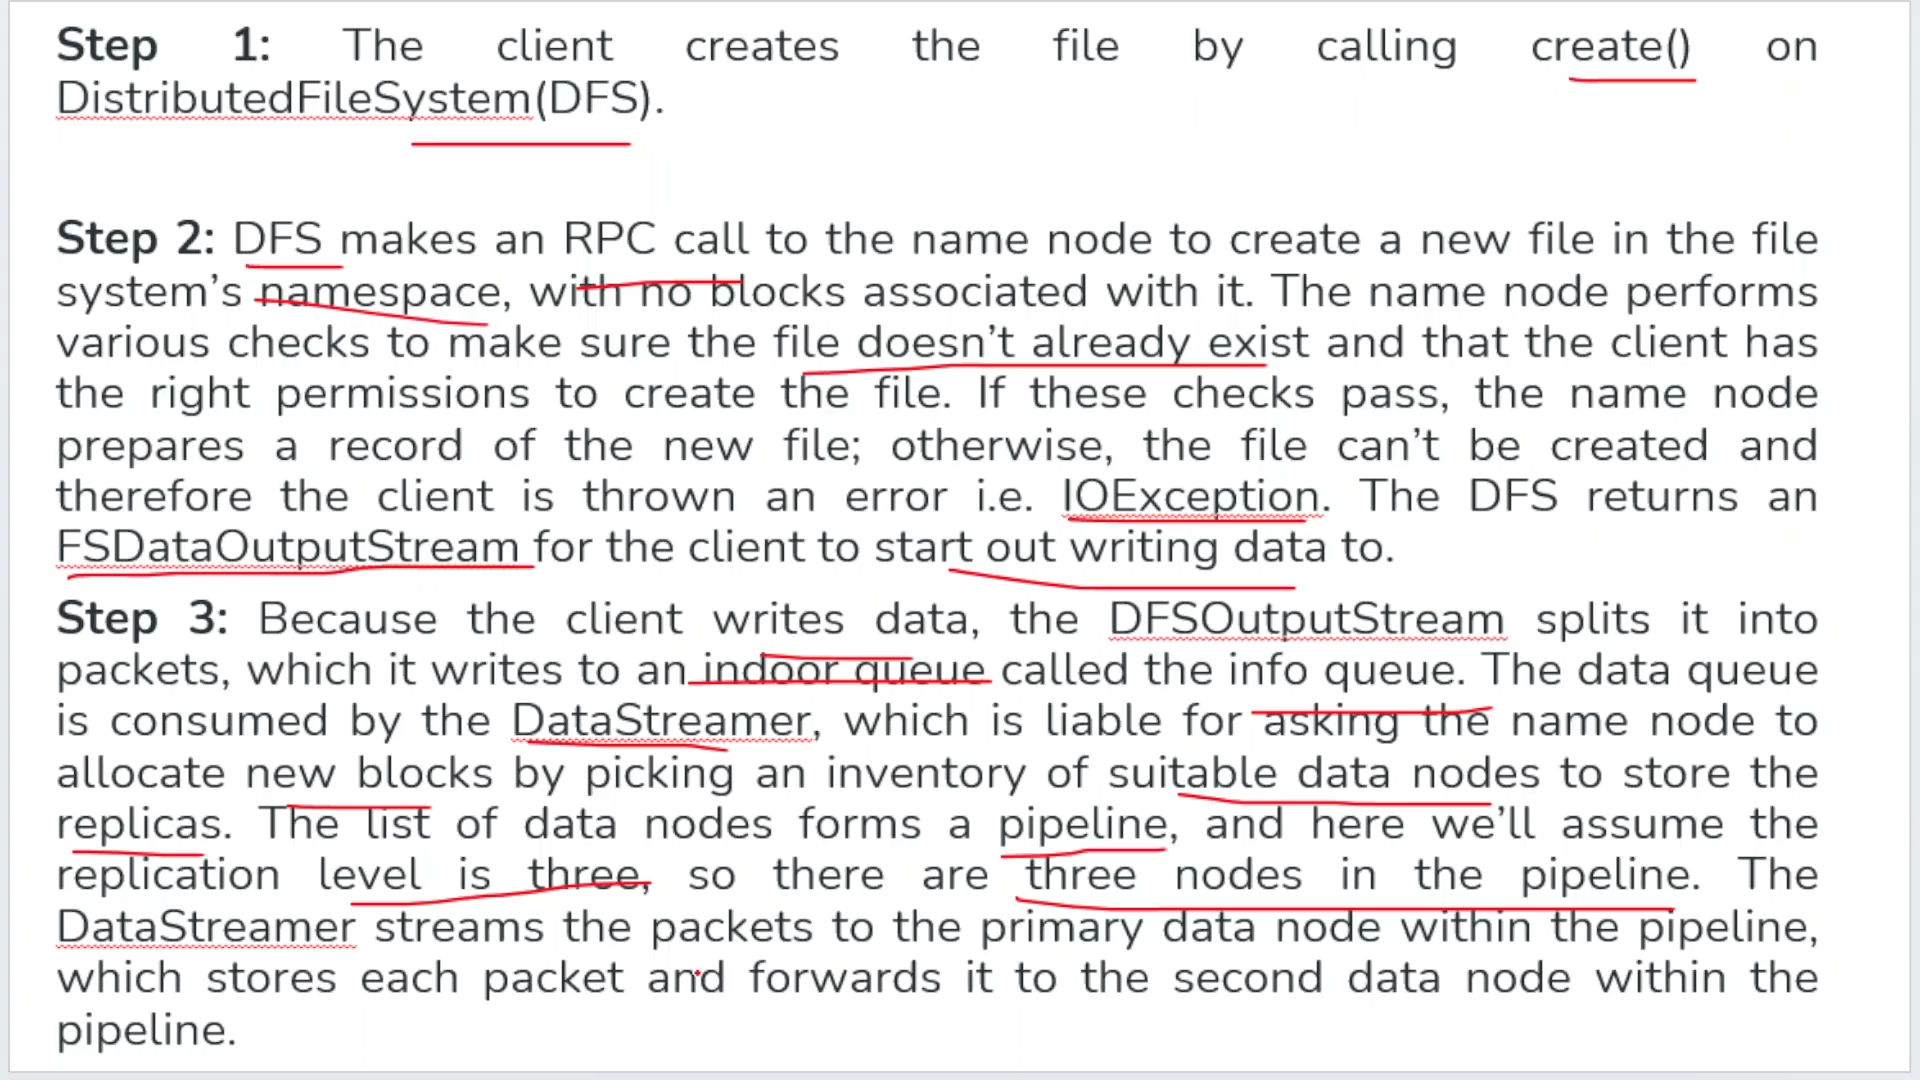 Step 1: The client creates the file by calling create() on
DistributedFileSystem(DFS).
Step 2: DFS makes an RPC call to the name node to create a new file in the file
system’s namespace, with no blocks associated with it. The name node performs
various checks to make sure the file doesn’t already exist and that the client has
the right permissions to create the file. If these checks pass, the name node
prepares a record of the new file; otherwise, the file can’t be created and
therefore the client is thrown an error i.e. IOException. The DFS returns an
FSDataOutputStream for the client to start out writing data to.
Step 3: Because the client writes data, the DFSOutputStream splits it into
packets, which it writes to an indoor queue called the info queue. The data queue
is consumed by the DataStreamer, which is liable for asking the name node to
allocate new blocks by picking an inventory of suitable data nodes to store the
replicas. The list of data nodes forms a pipeline, and here we’ll assume the
replication level is three, so there are three nodes in the pipeline. The
DataStreamer streams the packets to the primary data node within the pipeline,
which stores each packet and forwards it to the second data node within the
pipeline.